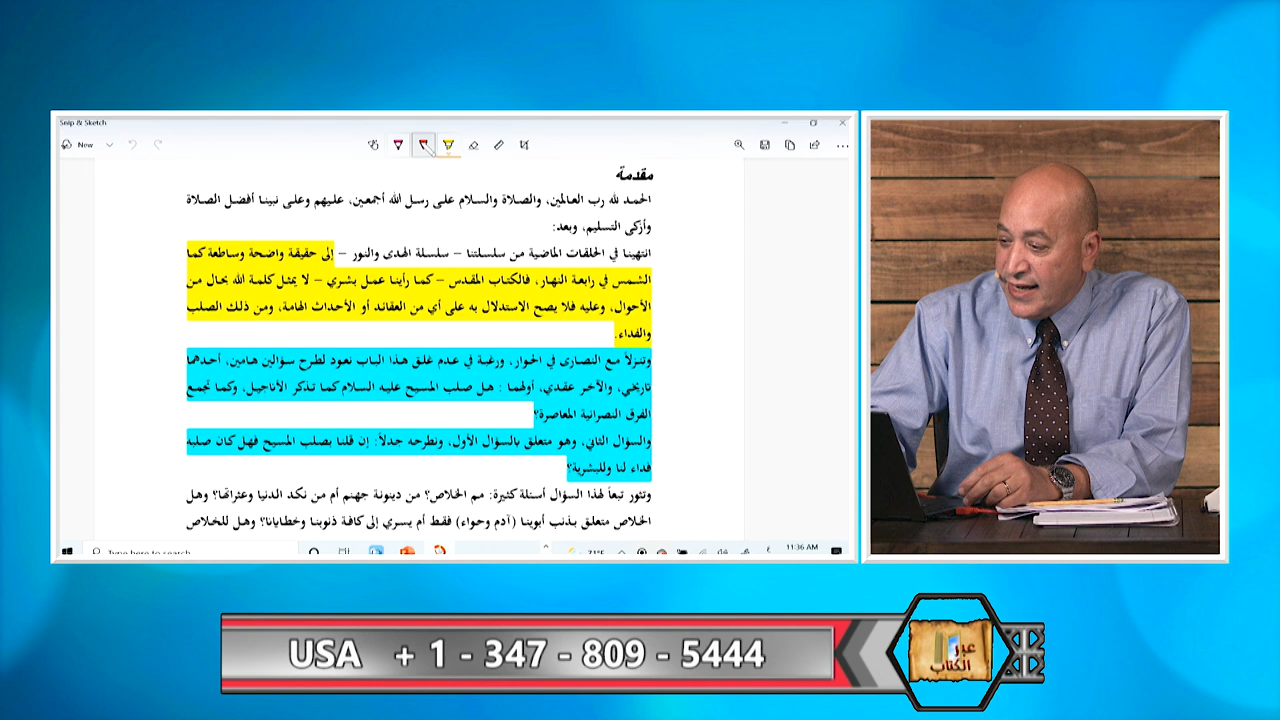 Snip & Sketch
New
مقدمة
الحمد لله رب العالمين، والصلاة والسلام على رسل الله أجمعين، عليهم وعلى نبينا أفضل الصلاة
وأزكى التسليم، وبعد:
انتهينا في الحلقات الماضية من سلسلتنا – سلسلة الهدى والنور – إلى حقيقة واضحة وساطعة كما
الشمس في رابعة النهار، فالكتاب المقدس – كما رأينا عمل بشري – لا يمثل كلمة الله بحال من
الأحوال، وعليه فلا يصح الاستدلال به على أي من العقائد أو الأحداث الهامة، ومن ذلك الصلب
والفداء.
وتنزلاً مع النصارى في الحوار، ورغبة في عدم غلق هذا الباب نعود لطرح سؤالين هامين، أحدهما
تاريخي، والآخر عقدي، أولهما : هل صلب المسيح عليه السلام كما تذكر الأناجيل، وكما تجمع
الفرق النصرانية المعاصرة؟
والسؤال الثاني، وهو متعلق بالسؤال الأول، ونطرحه جدلاً: إن قلنا بصلب المسيح فهل كان صلبه
فداء لنا وللبشرية؟
وتثور تبعاً لهذا السؤال أسئلة كثيرة: مم الخلاص؟ من دينونة جهنم أم من نكد الدنيا وعثراتها؟ وهل
الخلاص متعلق بذنب أبوينا (آدم وحواء) فقط أم يسري إلى كافة ذنوبنا وخطايانا؟ وهل للخلاص
Type here to search
71°F
11:36 AM
USA + 1 - 347 - 809 - 5444
عبر
الكتاب